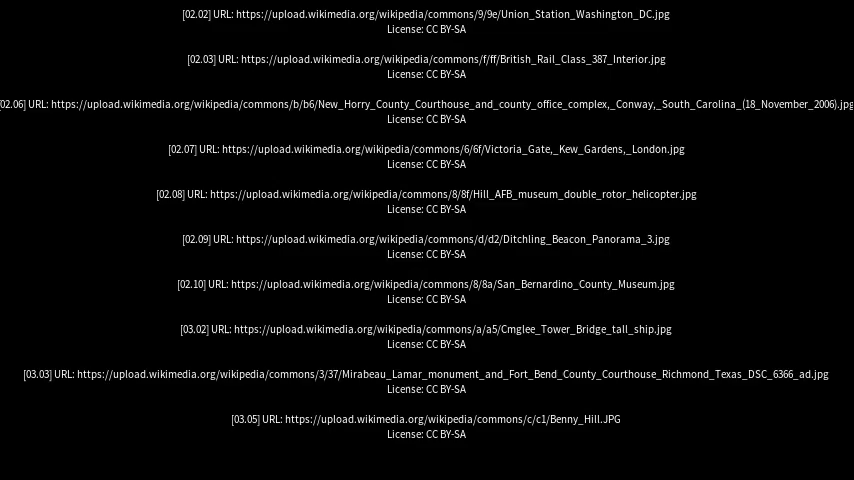 [02.02] URL: https://upload.wikimedia.org/wikipedia/commons/9/9e/Union_Station_Washington_DC.jpg
License: CC BY-SA
[02.03] URL: https://upload.wikimedia.org/wikipedia/commons/f/ff/British_Rail_Class_387_Interior.jpg
License: CC BY-SA
[02.06] URL: https://upload.wikimedia.org/wikipedia/commons/b/b6/New_Horry_County_Courthouse_and_county_office_complex,_Conway,_South_Carolina_(18_November_2006).jpg
License: CC BY-SA
[02.07] URL: https://upload.wikimedia.org/wikipedia/commons/6/6f/Victoria_Gate,_Kew_Gardens,_London.jpg
License: CC BY-SA
[02.08] URL: https://upload.wikimedia.org/wikipedia/commons/8/8f/Hill_AFB_museum_double_rotor_helicopter.jpg
License: CC BY-SA
[02.09] URL: https://upload.wikimedia.org/wikipedia/commons/d/d2/Ditchling_Beacon_Panorama_3.jpg
License: CC BY-SA
[02.10] URL: https://upload.wikimedia.org/wikipedia/commons/8/8a/San_Bernardino_County_Museum.jpg
License: CC BY-SA
[03.02] URL: https://upload.wikimedia.org/wikipedia/commons/a/a5/Cmglee_Tower_Bridge_tall_ship.jpg
License: CC BY-SA
[03.03] URL: https://upload.wikimedia.org/wikipedia/commons/3/37/Mirabeau_Lamar_monument_and_Fort_Bend_County_Courthouse_Richmond_Texas_DSC_6366_ad.jpg
License: CC BY-SA
[03.05] URL: https://upload.wikimedia.org/wikipedia/commons/c/c1/Benny_Hill.JPG
License: CC BY-SA